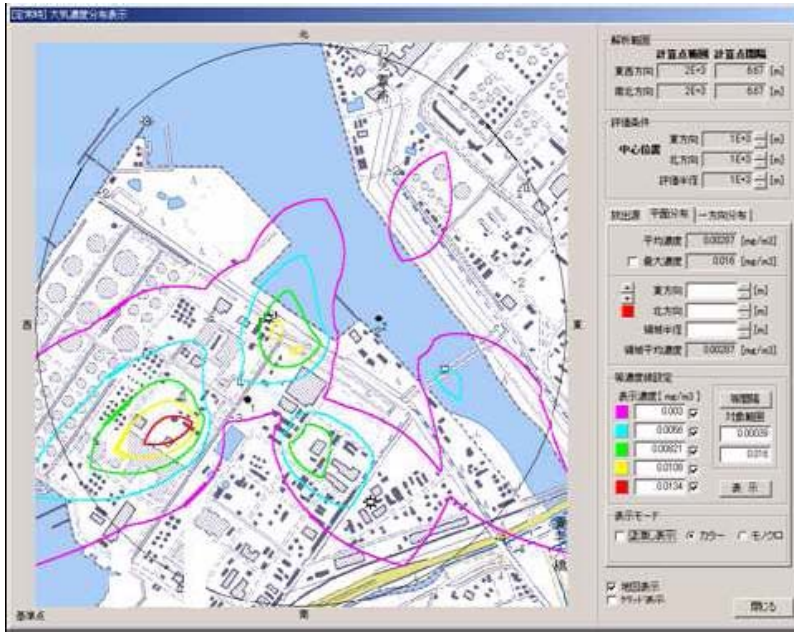 [定常時] 大気濃度分布表示
北
西
東
南
基準点
解析範囲
計算点範囲 計算点間隔
東西方向 2E+3 6.67 [m]
南北方向 2E+3 6.67 [m]
評価条件
中心位置
東方向 1E+3 [m]
北方向 1E+3 [m]
評価半径 1E+3 [m]
放出源 平面分布 一方向分布
平均濃度 0.00287 [mg/m3]
最大濃度 0.016 [mg/m3]
東方向 [m]
北方向 [m]
領域半径 [m]
領域平均濃度 0.00287 [mg/m3]
等濃度線設定
表示濃度[mg/m3]
0.003
0.0056
0.00821
0.0108
0.0134
等間隔
対象範囲
0.00039
0.016
表示
表示モード
塗潰し表示 カラー モノクロ
地図表示
グリッド表示
閉じる